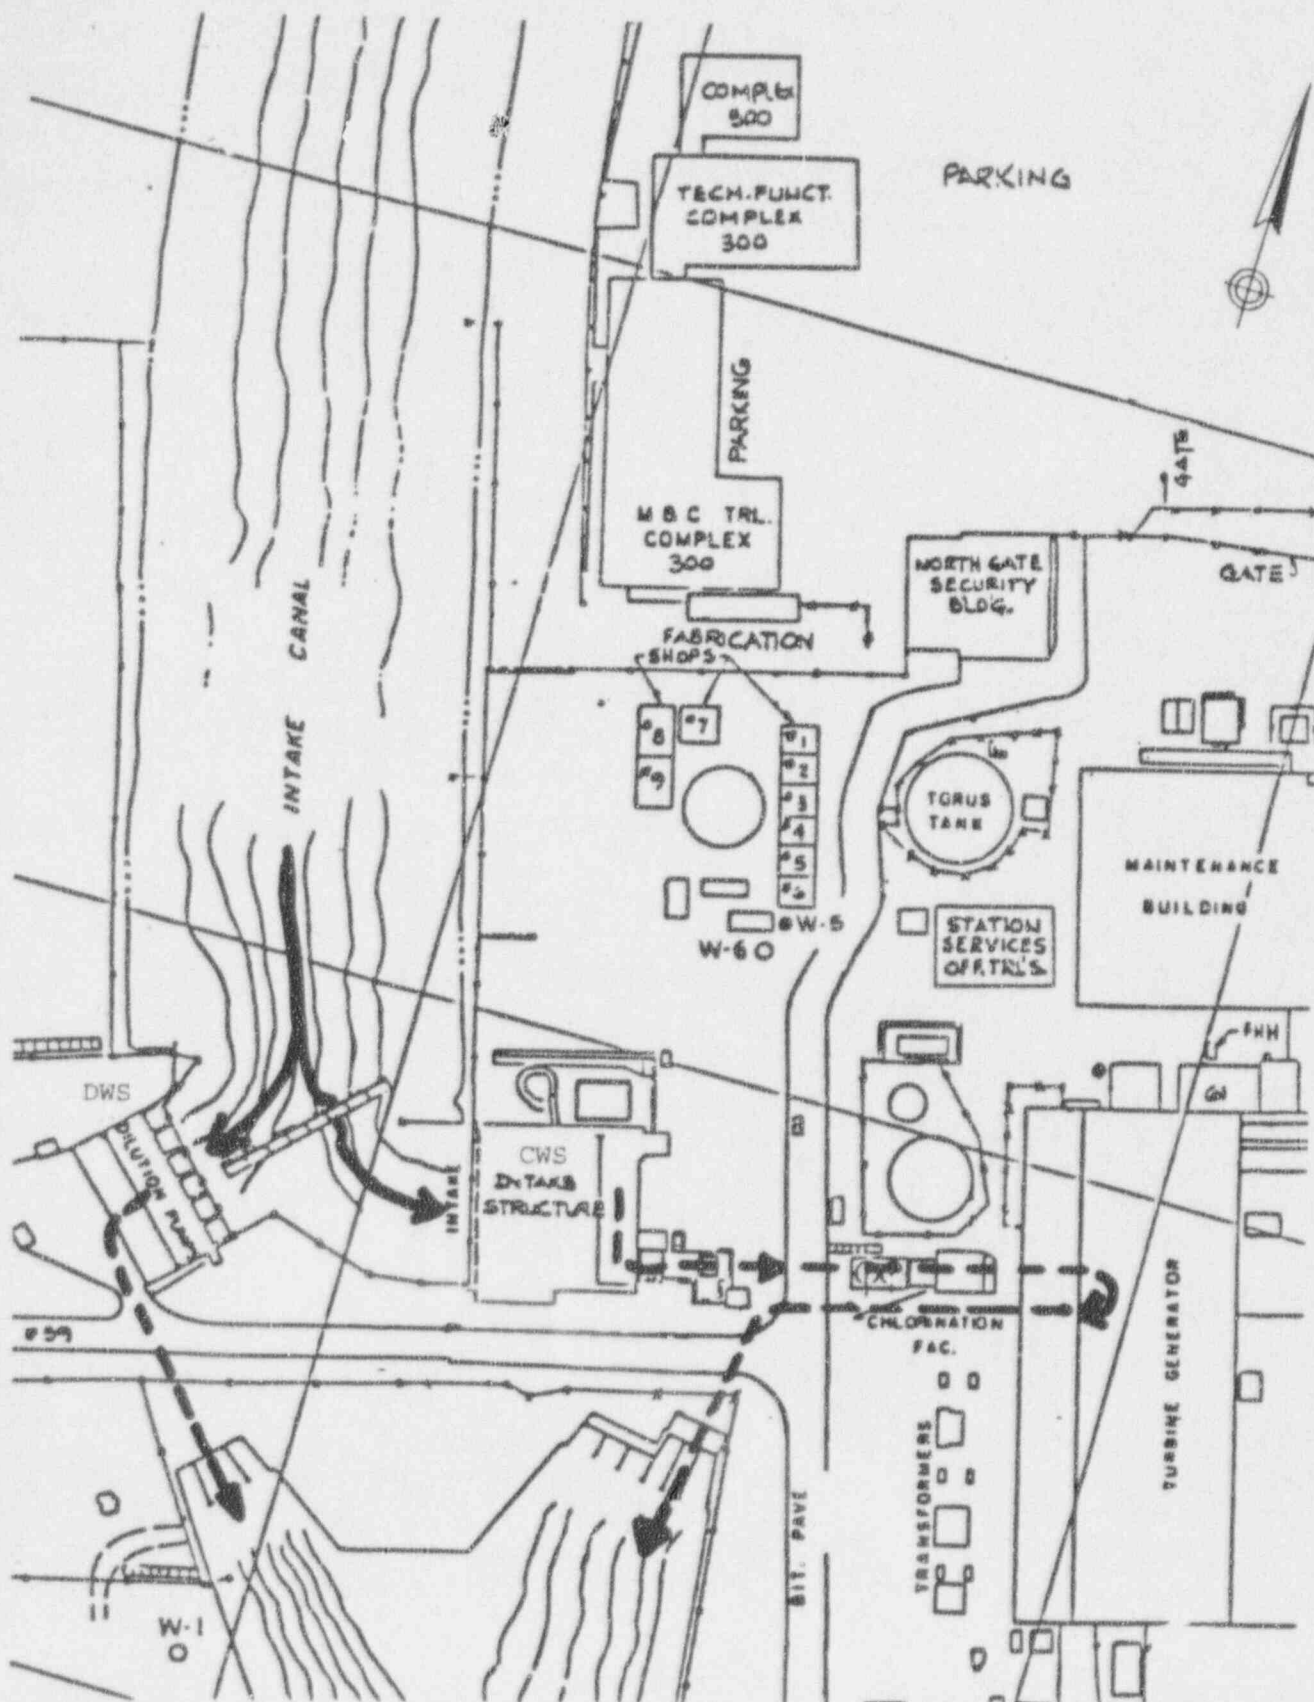 COMPLEX
500
TECH. FUNCT.
COMPLEX
300
PARKING
PARKING
GATE
M B C TRL.
COMPLEX
300
NORTH GATE
SECURITY
BLDG.
GATE
INTAKE CANAL
FABRICATION
SHOPS
#8
#7
#9
#1
#2
#3
#4
#5
#6
TORUS
TANK
MAINTENANCE
BUILDING
W-5
W-6
STATION
SERVICES
OFF. TRL'S.
DWS
DILUTION PUMPS
INTAKE
CWS
INTAKE
STRUCTURE
CHLORINATION
FAC.
#59
TRANSFORMERS
TURBINE GENERATOR
BIT. PAVE
W-1